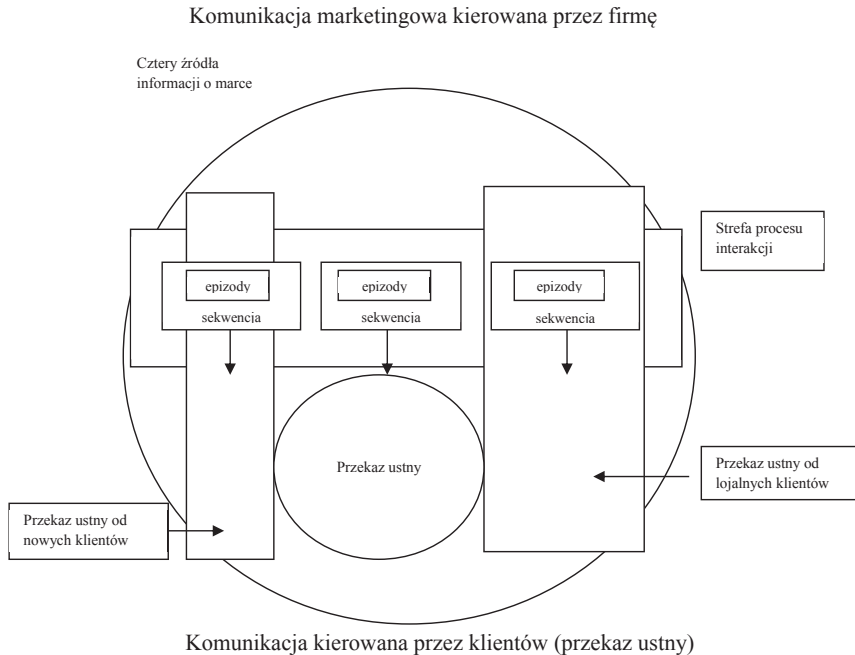 Komunikacja marketingowa kierowana przez firmę
Cztery źródła
informacji o marce
Strefa procesu
interakcji
epizody
sekwencja
epizody
sekwencja
epizody
sekwencja
Przekaz ustny
Przekaz ustny od
lojalnych klientów
Przekaz ustny od
nowych klientów
Komunikacja kierowana przez klientów (przekaz ustny)